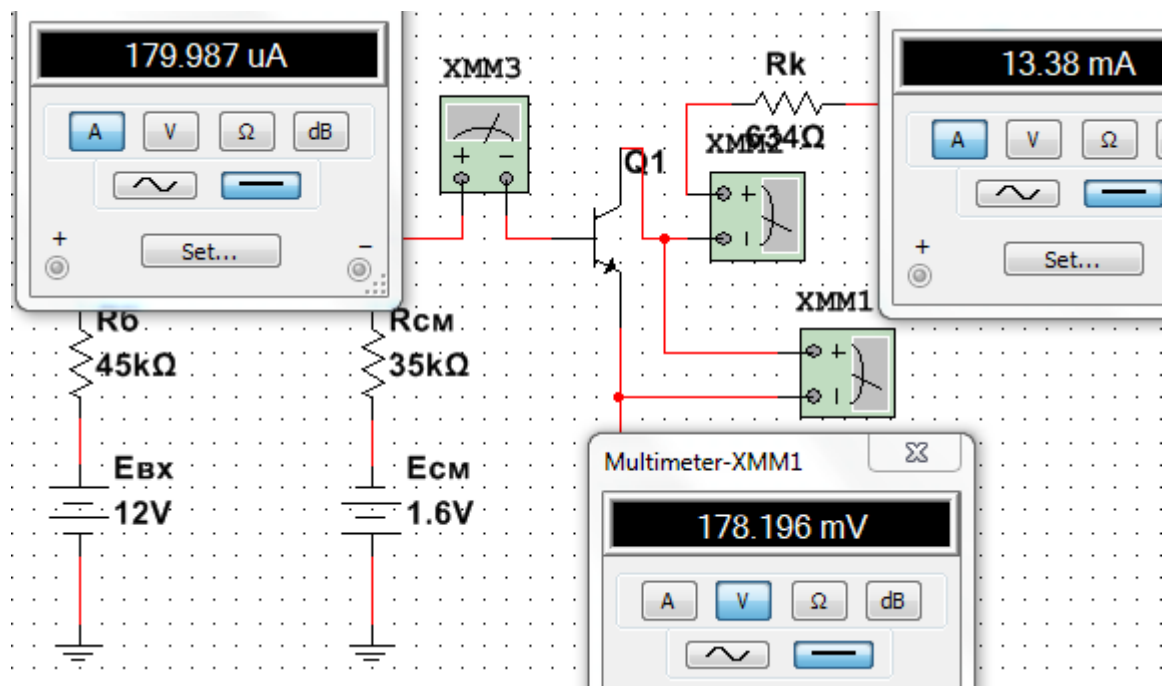 179.987 uA
A V Ω dB
+ −
Set...
XMM3
+ −
Q1
Rk
634Ω
XMM2
+
13.38 mA
A V Ω
+
Set...
XMM1
+
Rб
45kΩ
Rсм
35kΩ
Eвх
12V
Eсм
1.6V
Multimeter-XMM1
178.196 mV
A V Ω dB